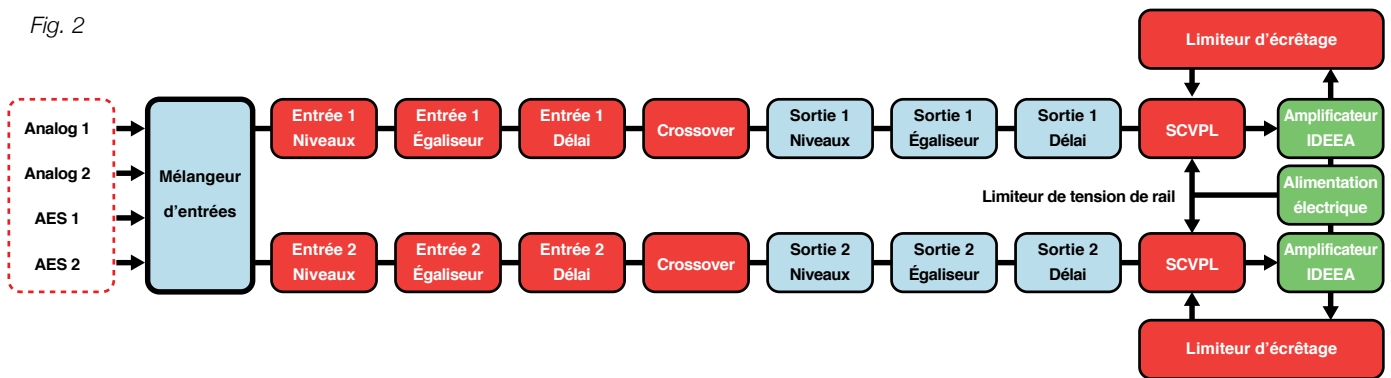 Fig. 2
Limiteur d'écrêtage
Analog 1
Analog 2
AES 1
AES 2
Mélangeur
d'entrées
Entrée 1
Niveaux
Entrée 1
Égaliseur
Entrée 1
Délai
Crossover
Sortie 1
Niveaux
Sortie 1
Égaliseur
Sortie 1
Délai
SCVPL
Amplificateur
IDEEA
Limiteur de tension de rail
Alimentation
électrique
Entrée 2
Niveaux
Entrée 2
Égaliseur
Entrée 2
Délai
Crossover
Sortie 2
Niveaux
Sortie 2
Égaliseur
Sortie 2
Délai
SCVPL
Amplificateur
IDEEA
Limiteur d'écrêtage